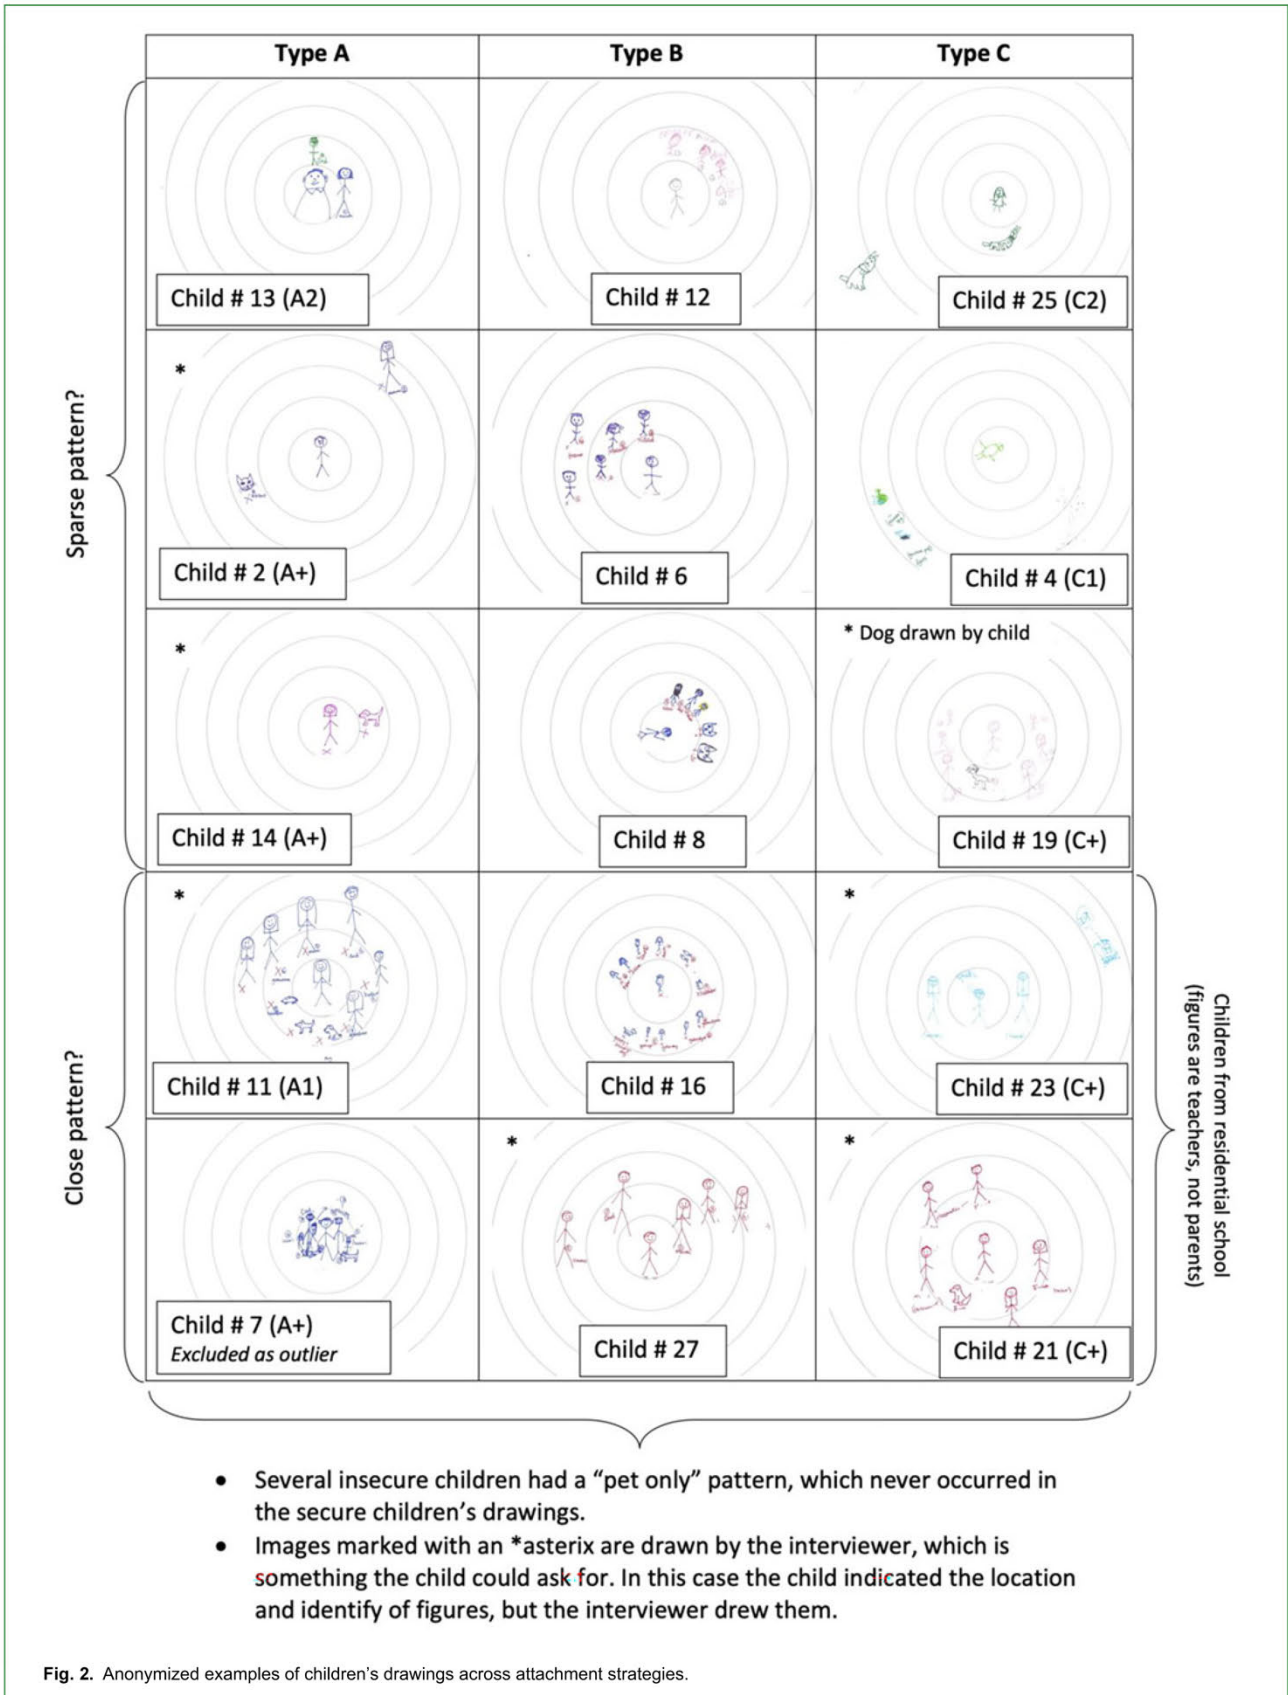 Type A
Type B
Type C
Sparse pattern?
Child # 13 (A2)
Child # 12
Child # 25 (C2)
*
Child # 2 (A+)
Child # 6
Child # 4 (C1)
*
Child # 14 (A+)
Child # 8
* Dog drawn by child
Child # 19 (C+)
Close pattern?
*
Child # 11 (A1)
Child # 16
*
Child # 23 (C+)
Child # 7 (A+)
Excluded as outlier
*
Child # 27
*
Child # 21 (C+)
Children from residential school
(figures are teachers, not parents)
• Several insecure children had a “pet only” pattern, which never occurred in
the secure children’s drawings.
• Images marked with an *asterix are drawn by the interviewer, which is
something the child could ask for. In this case the child indicated the location
and identify of figures, but the interviewer drew them.
Fig. 2. Anonymized examples of children’s drawings across attachment strategies.